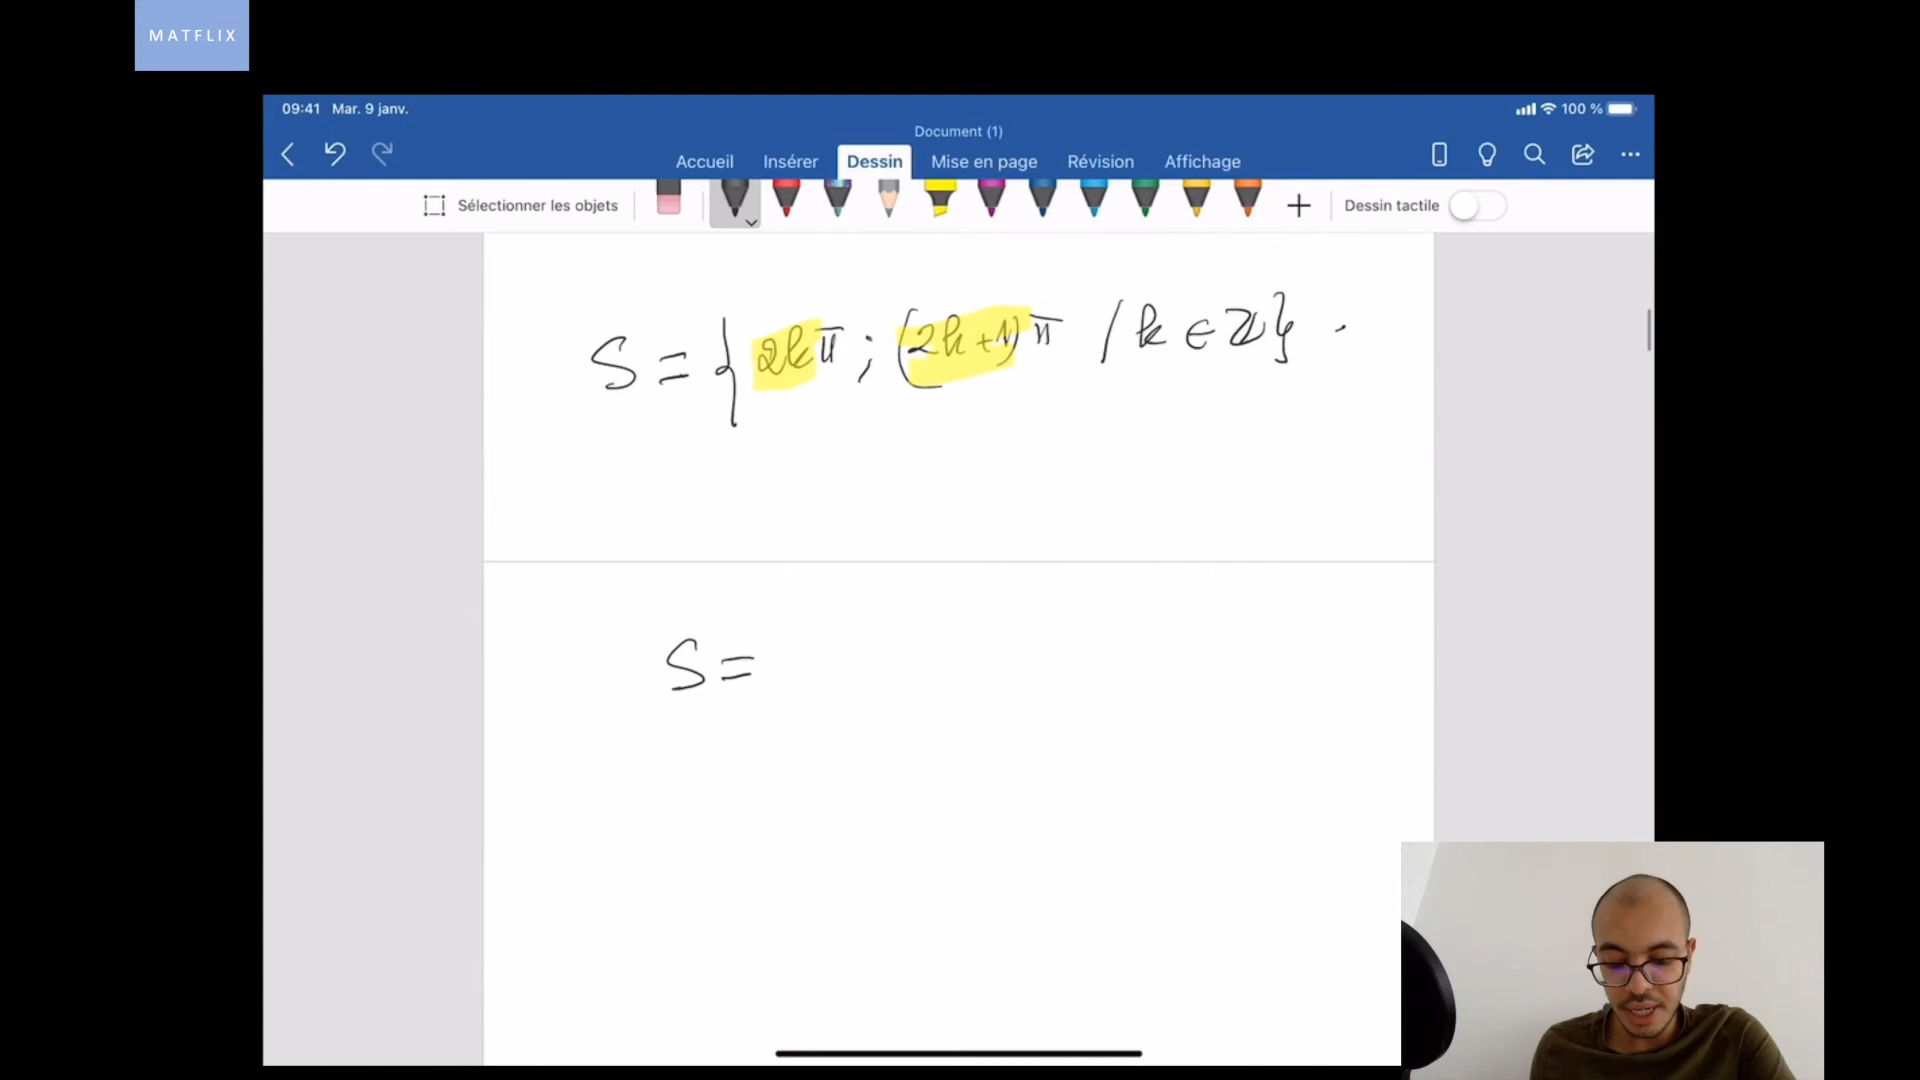 MATFLIX
09:41 Mar. 9 janv.
100 %
Document (1)
Accueil Insérer Dessin Mise en page Révision Affichage
Sélectionner les objets
Dessin tactile
S = {2kπ ; (2k+1)π / k ∈ ℤ} .
S =